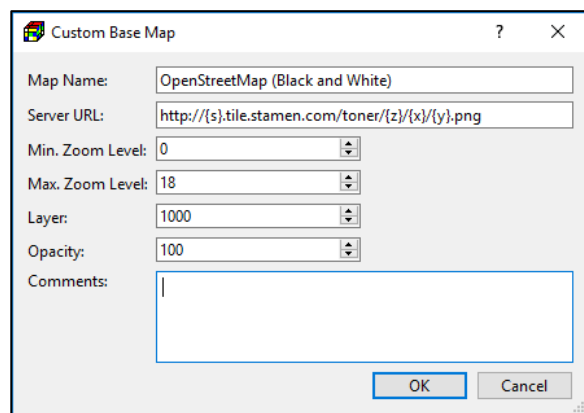 Custom Base Map
Map Name: OpenStreetMap (Black and White)
Server URL: http://{s}.tile.stamen.com/toner/{z}/{x}/{y}.png
Min. Zoom Level: 0
Max. Zoom Level: 18
Layer: 1000
Opacity: 100
Comments:
OK Cancel